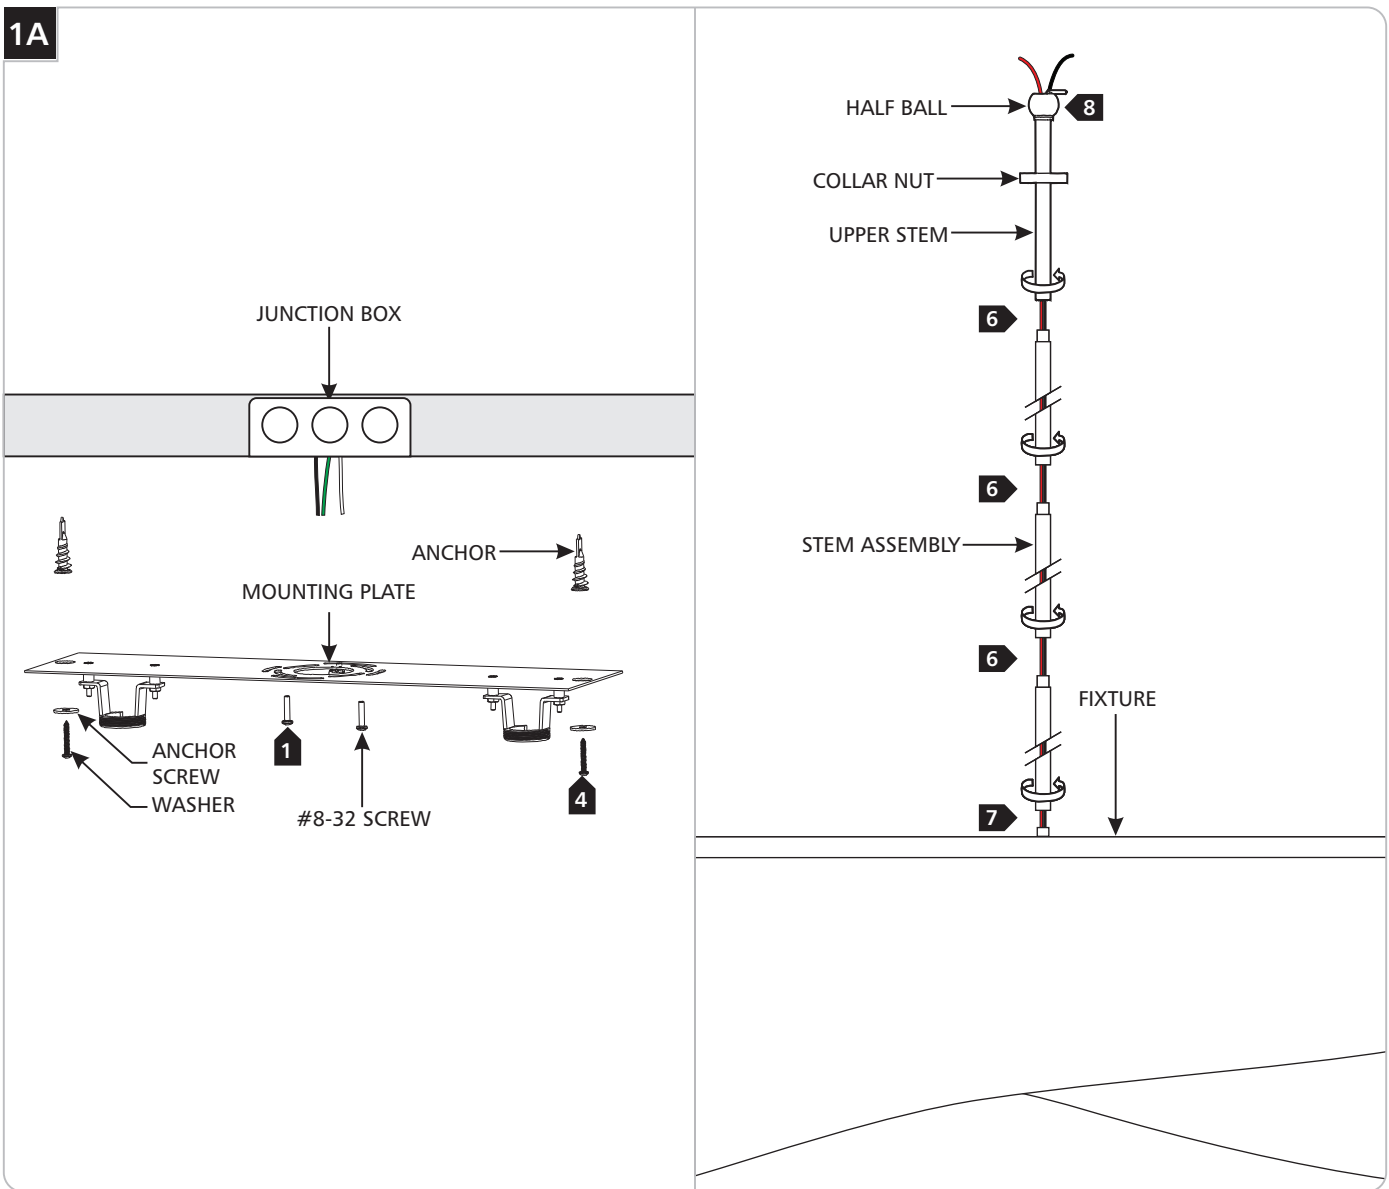 1A
JUNCTION BOX
ANCHOR
MOUNTING PLATE
ANCHOR
SCREW
WASHER
1
#8-32 SCREW
4
HALF BALL
8
COLLAR NUT
UPPER STEM
6
6
STEM ASSEMBLY
6
FIXTURE
7